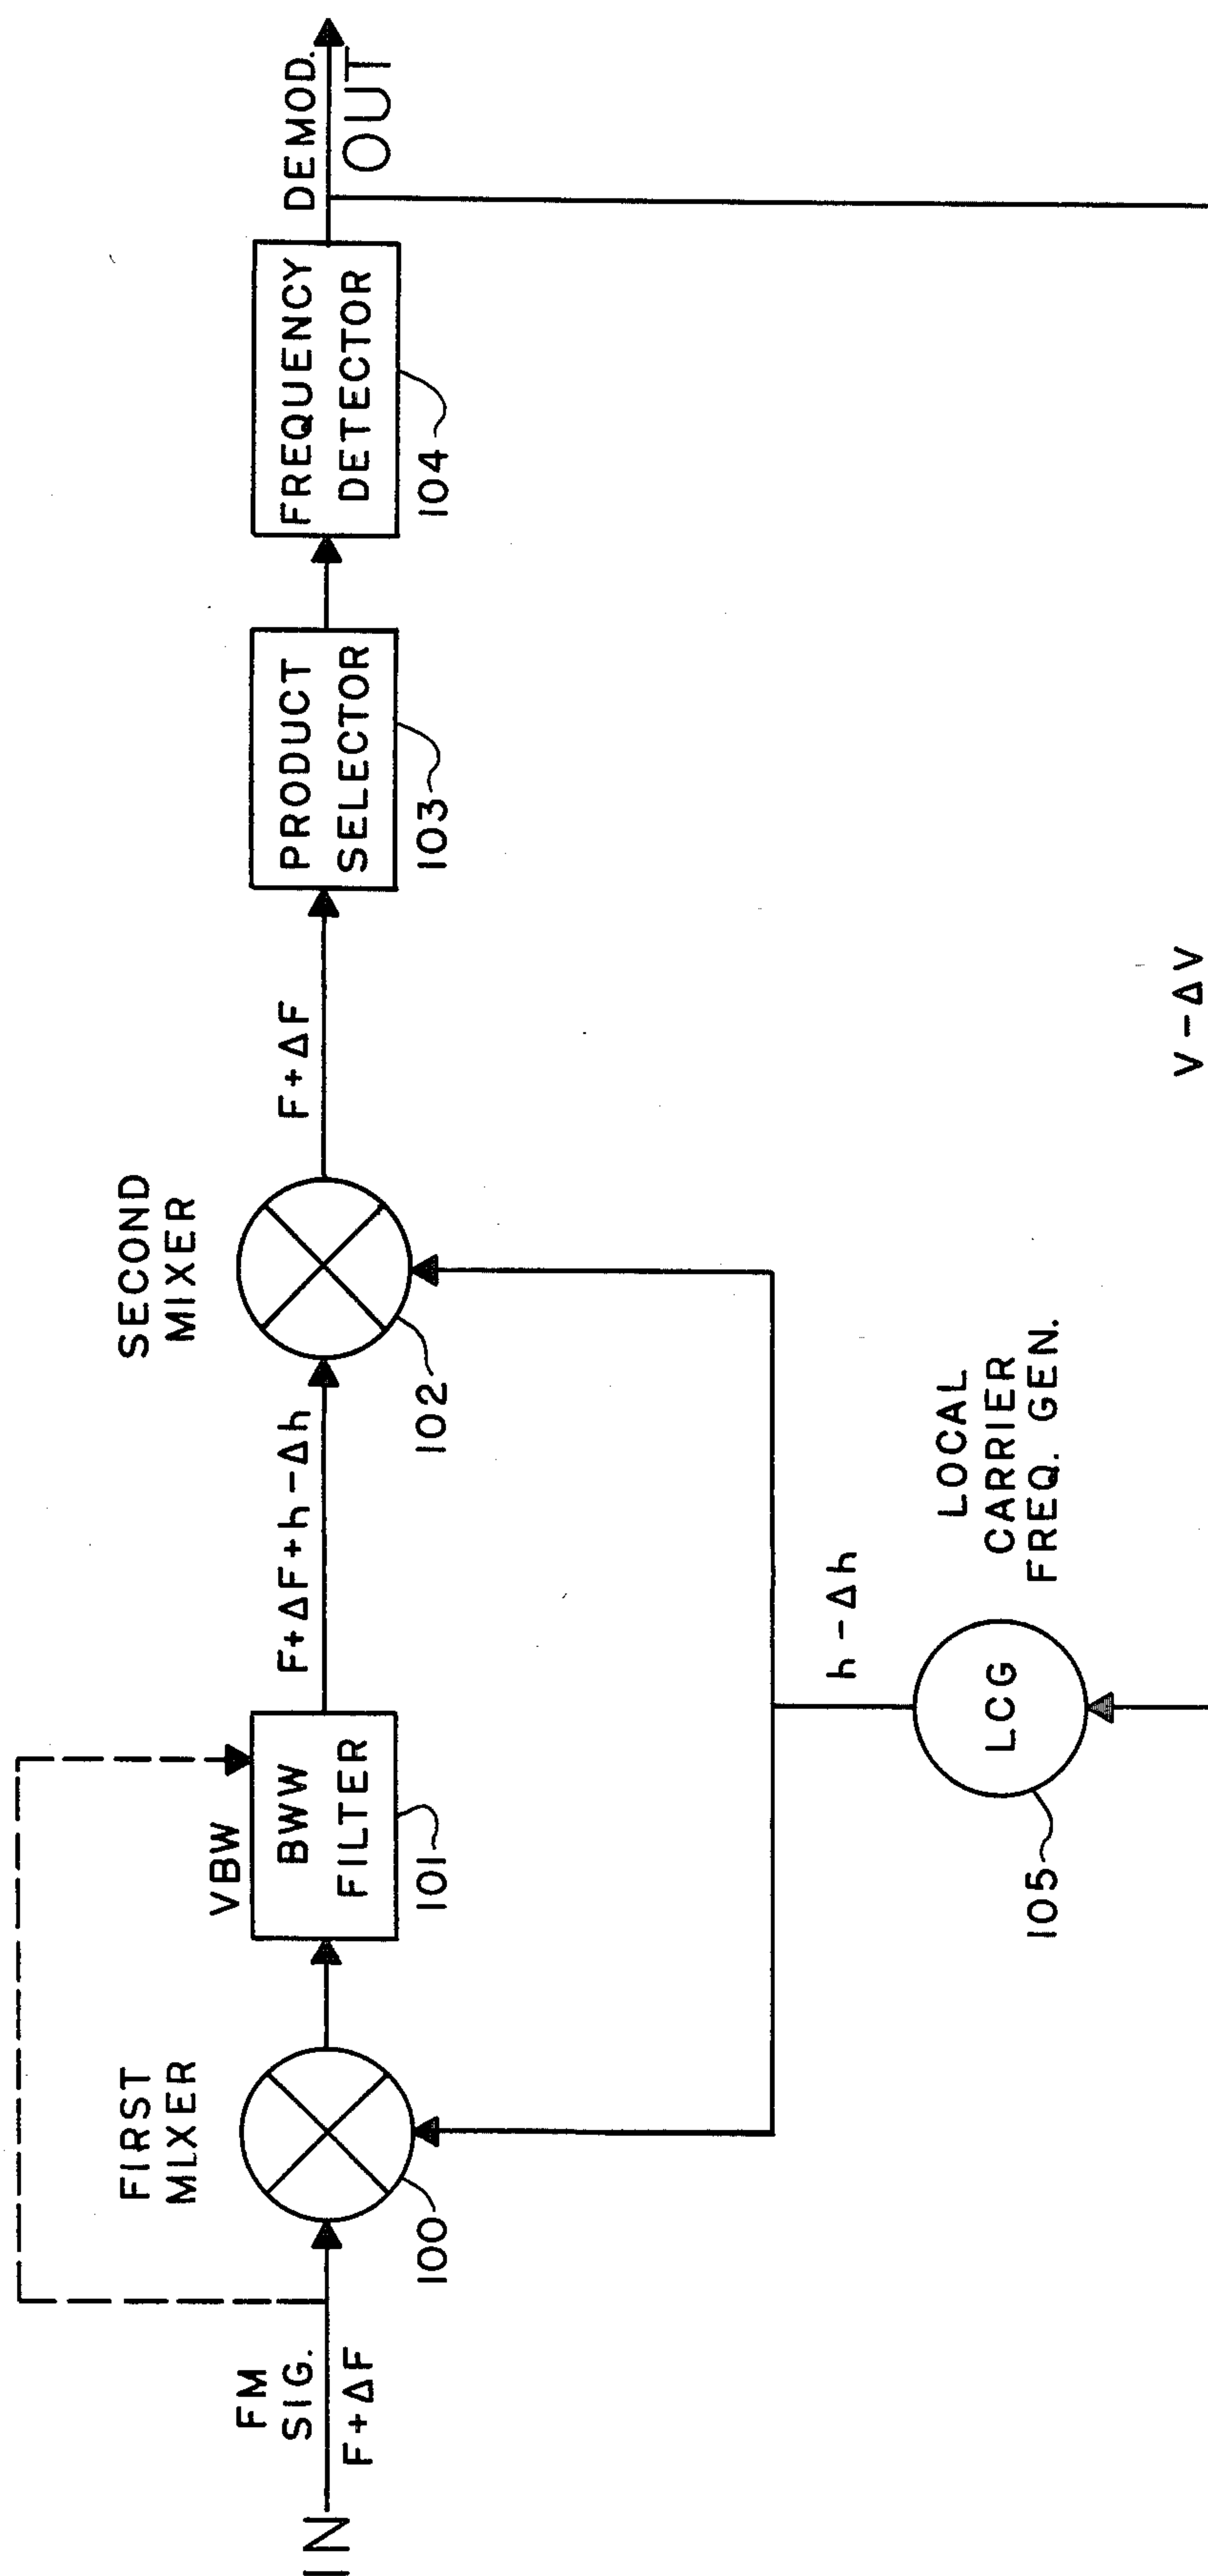 IN
FM
SIG.
F+ΔF
FIRST
MIXER
100
VBW
BWW
FILTER
101
F+ΔF+h-Δh
SECOND
MIXER
102
F+ΔF
PRODUCT
SELECTOR
103
FREQUENCY
DETECTOR
104
DEMOD.
OUT
h-Δh
LCG
105
LOCAL
CARRIER
FREQ. GEN.
V-ΔV